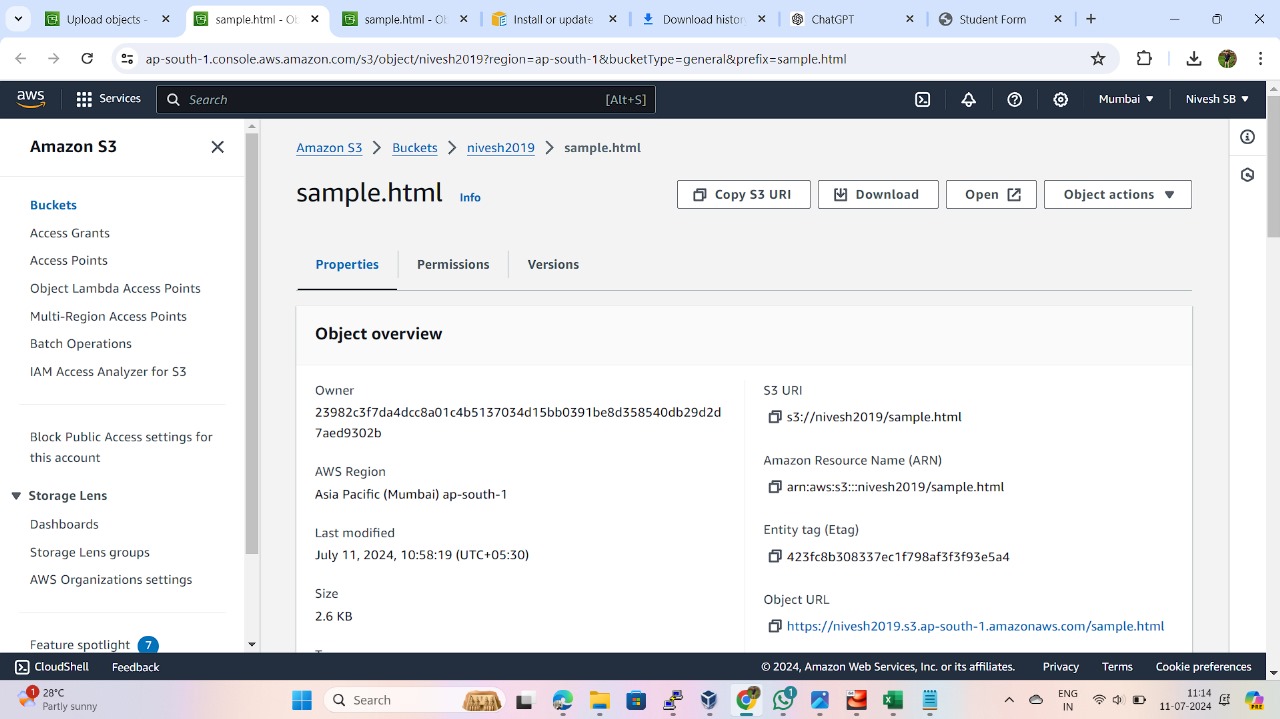 Upload objects
sample.html - Ob
sample.html - Ob
Install or update
Download histor
ChatGPT
Student Form
ap-south-1.console.aws.amazon.com/s3/object/nivesh2019?region=ap-south-1&bucketType=general&prefix=sample.html
aws
Services
Search
[Alt+S]
Mumbai
Nivesh SB
Amazon S3
Buckets
Access Grants
Access Points
Object Lambda Access Points
Multi-Region Access Points
Batch Operations
IAM Access Analyzer for S3
Block Public Access settings for
this account
Storage Lens
Dashboards
Storage Lens groups
AWS Organizations settings
Feature spotlight 7
Amazon S3 > Buckets > nivesh2019 > sample.html
sample.html Info
Copy S3 URI
Download
Open
Object actions
Properties
Permissions
Versions
Object overview
Owner
23982c3f7da4dcc8a01c4b5137034d15bb0391be8d358540db29d2d
7aed9302b
AWS Region
Asia Pacific (Mumbai) ap-south-1
Last modified
July 11, 2024, 10:58:19 (UTC+05:30)
Size
2.6 KB
S3 URI
s3://nivesh2019/sample.html
Amazon Resource Name (ARN)
arn:aws:s3:::nivesh2019/sample.html
Entity tag (Etag)
423fc8b308337ec1f798af3f3f93e5a4
Object URL
https://nivesh2019.s3.ap-south-1.amazonaws.com/sample.html
CloudShell
Feedback
© 2024, Amazon Web Services, Inc. or its affiliates.
Privacy
Terms
Cookie preferences
1
28°C
Partly sunny
Search
1
ENG
IN
11:14
11-07-2024